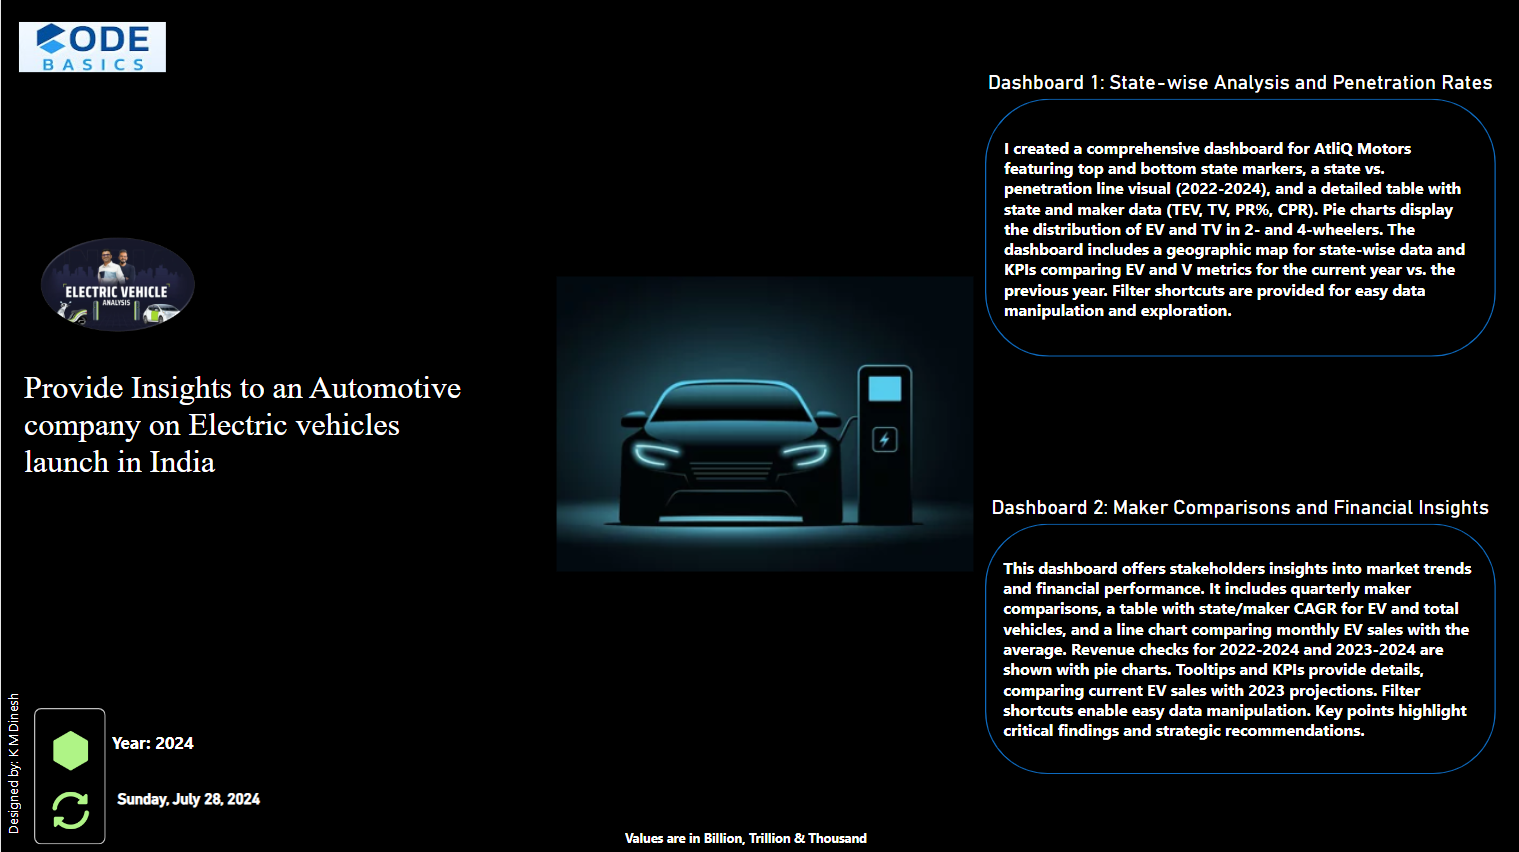 CODE
BASICS
ELECTRIC VEHICLE
ANALYSIS
Provide Insights to an Automotive
company on Electric vehicles
launch in India
Designed by: K M Dinesh
Year: 2024
Sunday, July 28, 2024
Dashboard 1: State-wise Analysis and Penetration Rates
I created a comprehensive dashboard for AtliQ Motors
featuring top and bottom state markers, a state vs.
penetration line visual (2022-2024), and a detailed table with
state and maker data (TEV, TV, PR%, CPR). Pie charts display
the distribution of EV and TV in 2- and 4-wheelers. The
dashboard includes a geographic map for state-wise data and
KPIs comparing EV and V metrics for the current year vs. the
previous year. Filter shortcuts are provided for easy data
manipulation and exploration.
Dashboard 2: Maker Comparisons and Financial Insights
This dashboard offers stakeholders insights into market trends
and financial performance. It includes quarterly maker
comparisons, a table with state/maker CAGR for EV and total
vehicles, and a line chart comparing monthly EV sales with the
average. Revenue checks for 2022-2024 and 2023-2024 are
shown with pie charts. Tooltips and KPIs provide details,
comparing current EV sales with 2023 projections. Filter
shortcuts enable easy data manipulation. Key points highlight
critical findings and strategic recommendations.
Values are in Billion, Trillion & Thousand